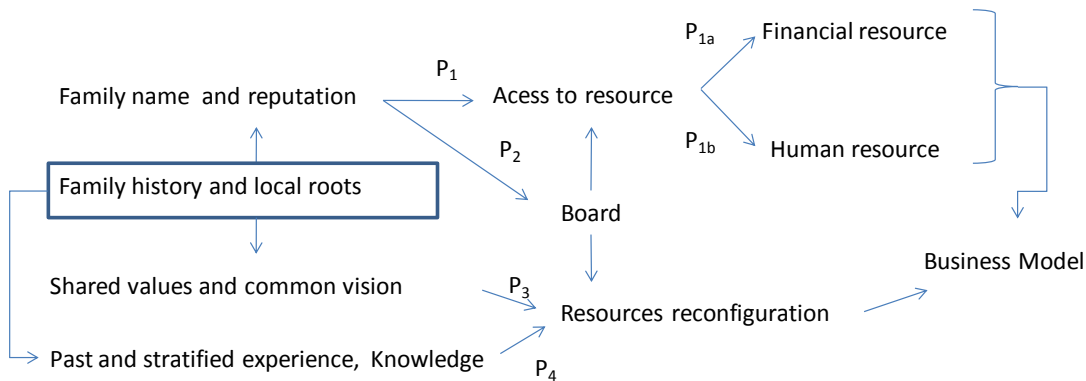 P1a
Financial resource
P1
Family name and reputation
Acess to resource
P1b
P2
Human resource
Family history and local roots
Board
Business Model
Shared values and common vision
P3
Resources reconfiguration
Past and stratified experience, Knowledge
P4